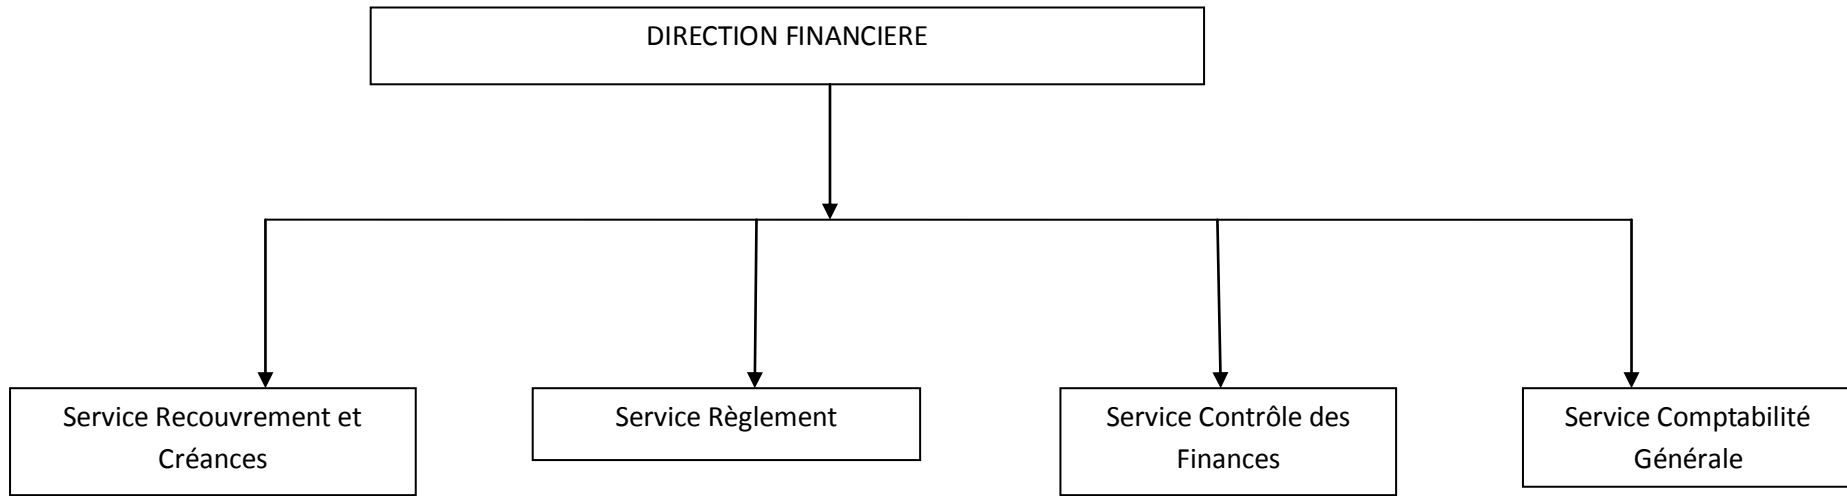 DIRECTION FINANCIERE
Service Recouvrement et
Créances
Service Règlement
Service Contrôle des
Finances
Service Comptabilité
Générale